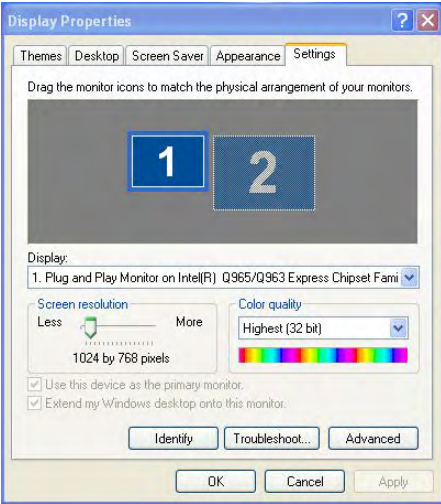 Display Properties
Themes Desktop Screen Saver Appearance Settings
Drag the monitor icons to match the physical arrangement of your monitors.
1 2
Display:
1. Plug and Play Monitor on Intel(R) Q965/Q963 Express Chipset Fami
Screen resolution
Less More
1024 by 768 pixels
Color quality
Highest (32 bit)
Use this device as the primary monitor.
Extend my Windows desktop onto this monitor.
Identify Troubleshoot... Advanced
OK Cancel Apply